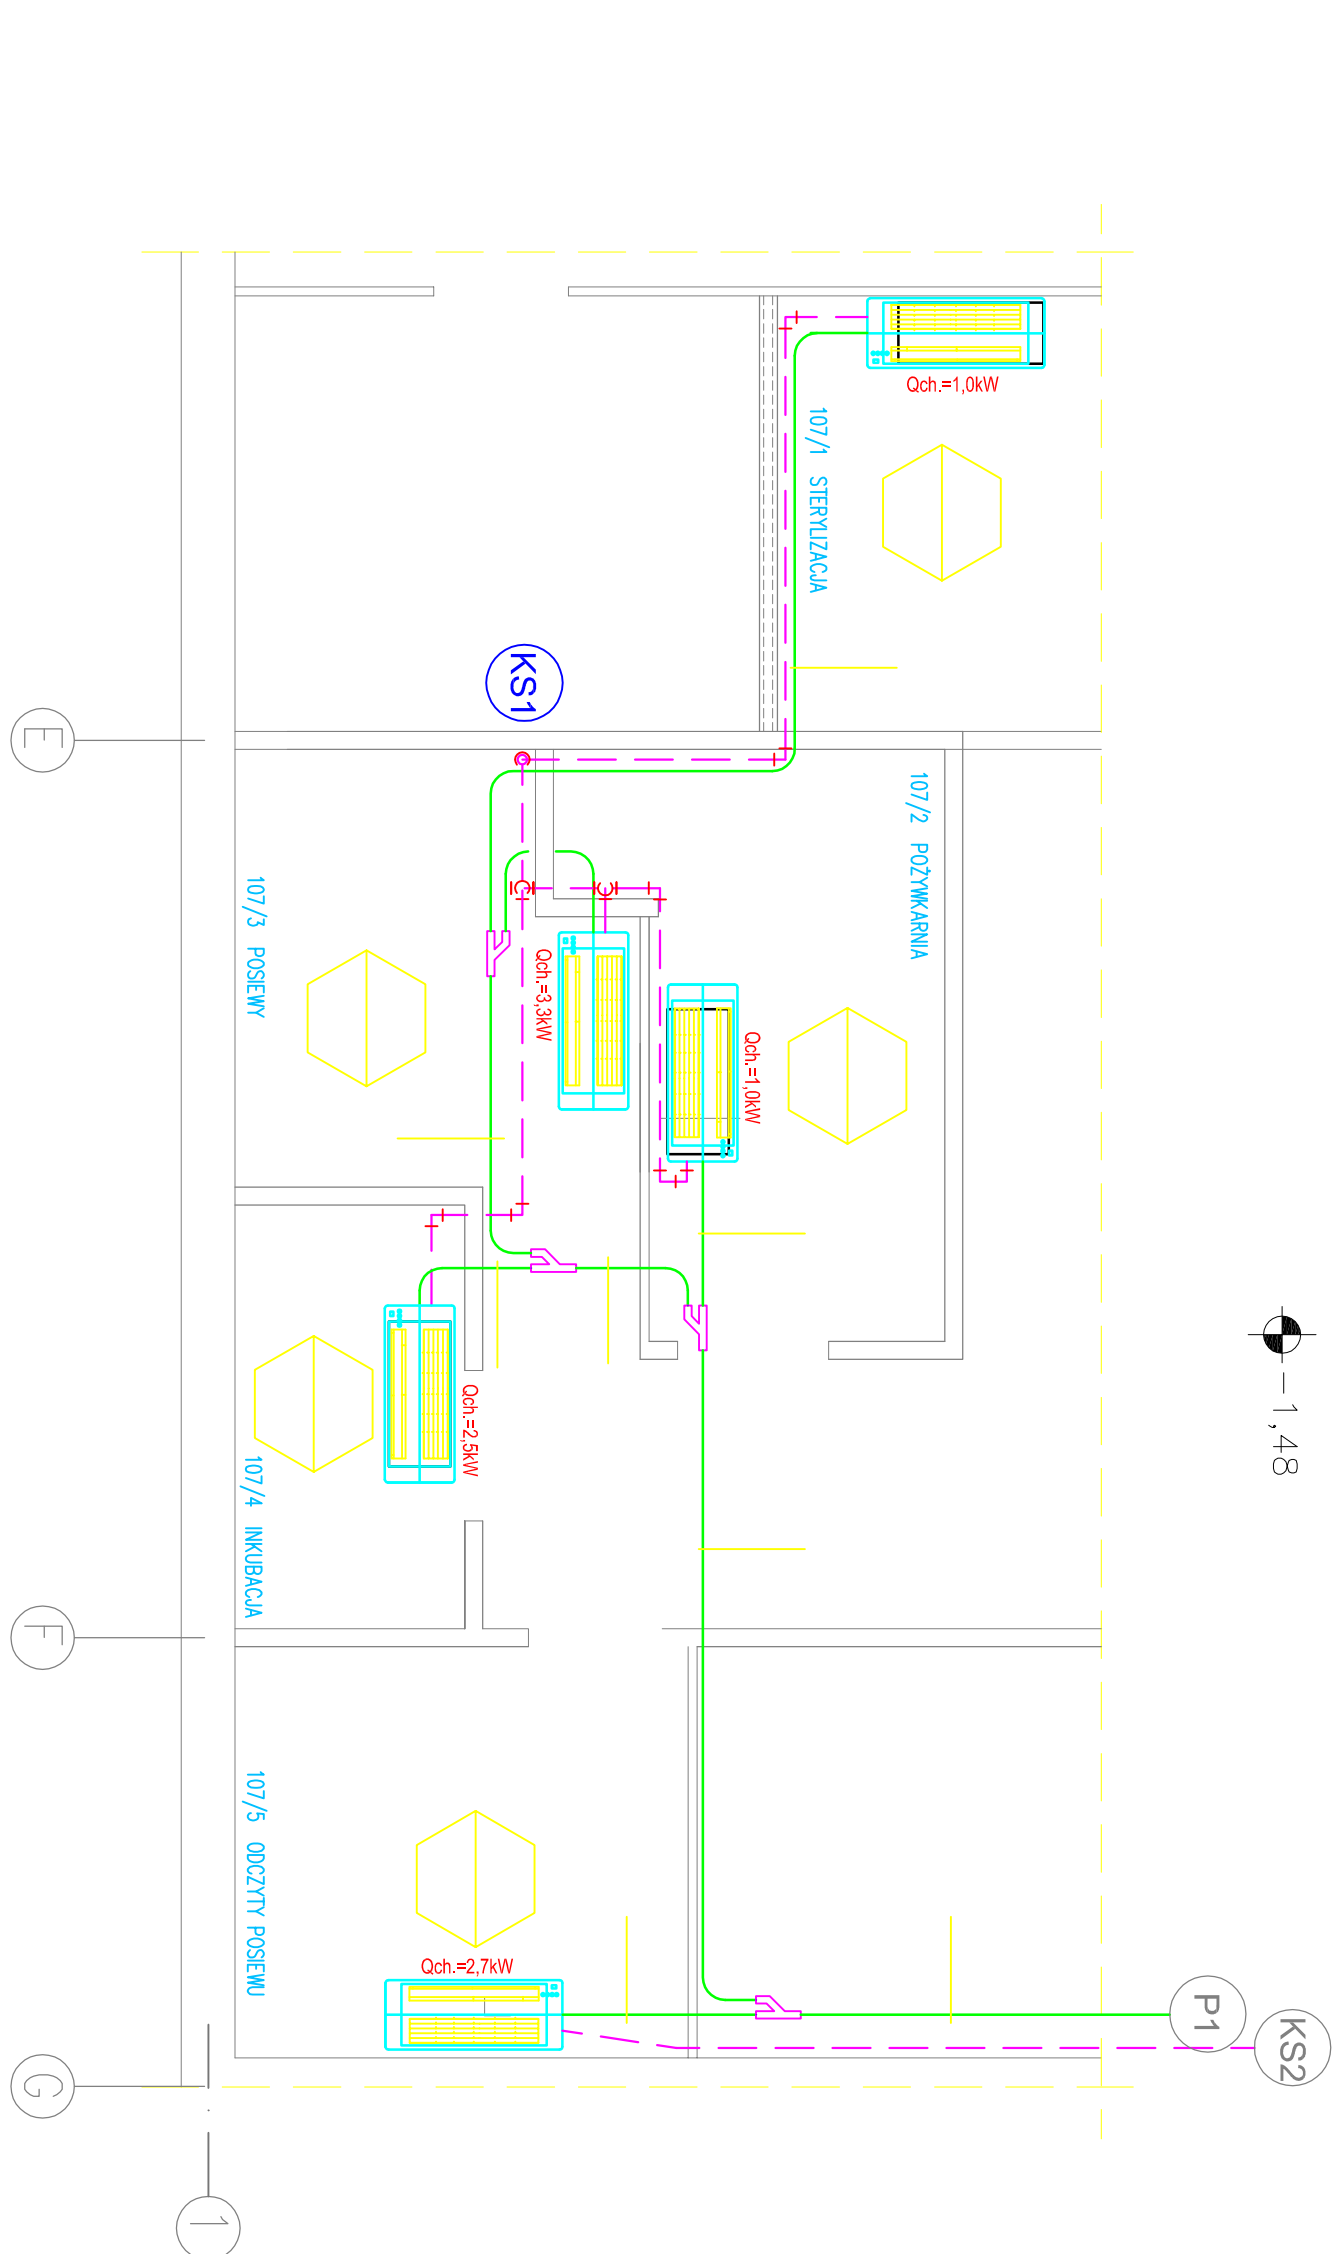 Qch.=1,0kW
107/1 STERYLIZACJA
KS1
E
107/2 POŻYWKARNIA
107/3 POSIEWY
Qch.=3,3kW
Qch.=1,0kW
-1,48
Qch.=2,5kW
107/4 INKUBACJA
F
107/5 ODCZYTY POSIEWU
Qch.=2,7kW
P1
KS2
G
1